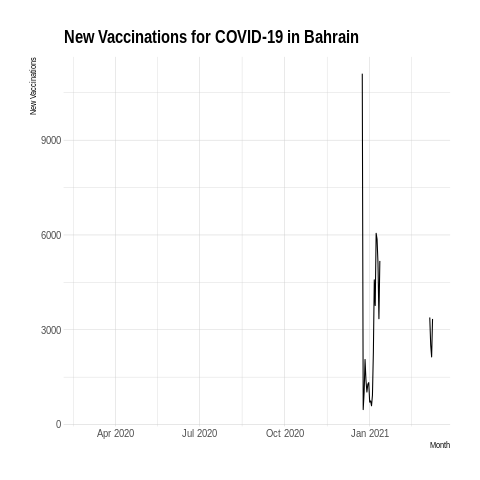 New Vaccinations for COVID-19 in Bahrain
New Vaccinations
9000
6000
3000
0
Apr 2020
Jul 2020
Oct 2020
Jan 2021
Month